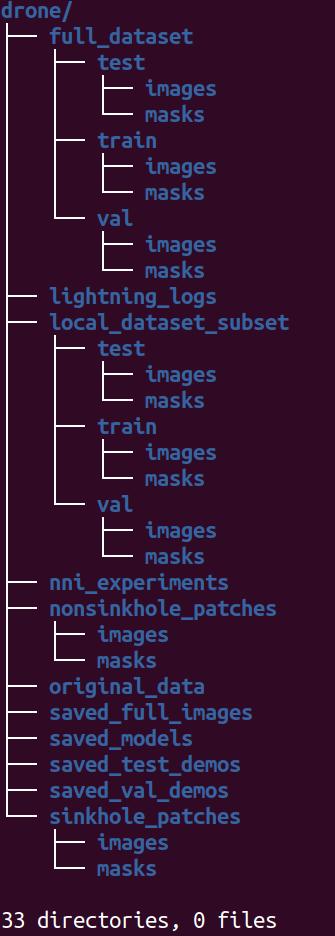 drone/
full_dataset
test
images
masks
train
images
masks
val
images
masks
lightning_logs
local_dataset_subset
test
images
masks
train
images
masks
val
images
masks
nni_experiments
nonsinkhole_patches
images
masks
original_data
saved_full_images
saved_models
saved_test_demos
saved_val_demos
sinkhole_patches
images
masks
33 directories, 0 files